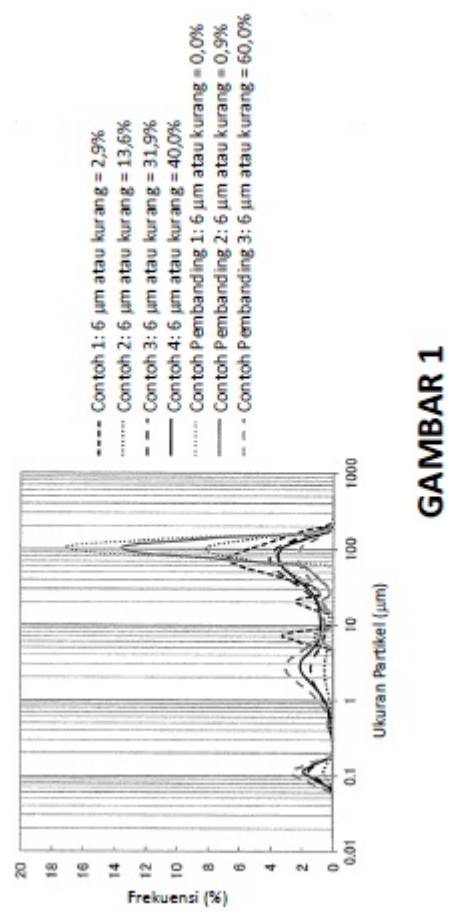 Contoh 1: 6 µm atau kurang = 2,9%
Contoh 2: 6 µm atau kurang = 13,6%
Contoh 3: 6 µm atau kurang = 31,9%
Contoh 4: 6 µm atau kurang = 40,0%
Contoh Pembanding 1: 6 µm atau kurang = 0,0%
Contoh Pembanding 2: 6 µm atau kurang = 0,9%
Contoh Pembanding 3: 6 µm atau kurang = 60,0%
Frekuensi (%)
20
18
16
14
12
10
8
6
4
2
0
0.01
0.1
1
10
100
1000
Ukuran Partikel (µm)
GAMBAR 1